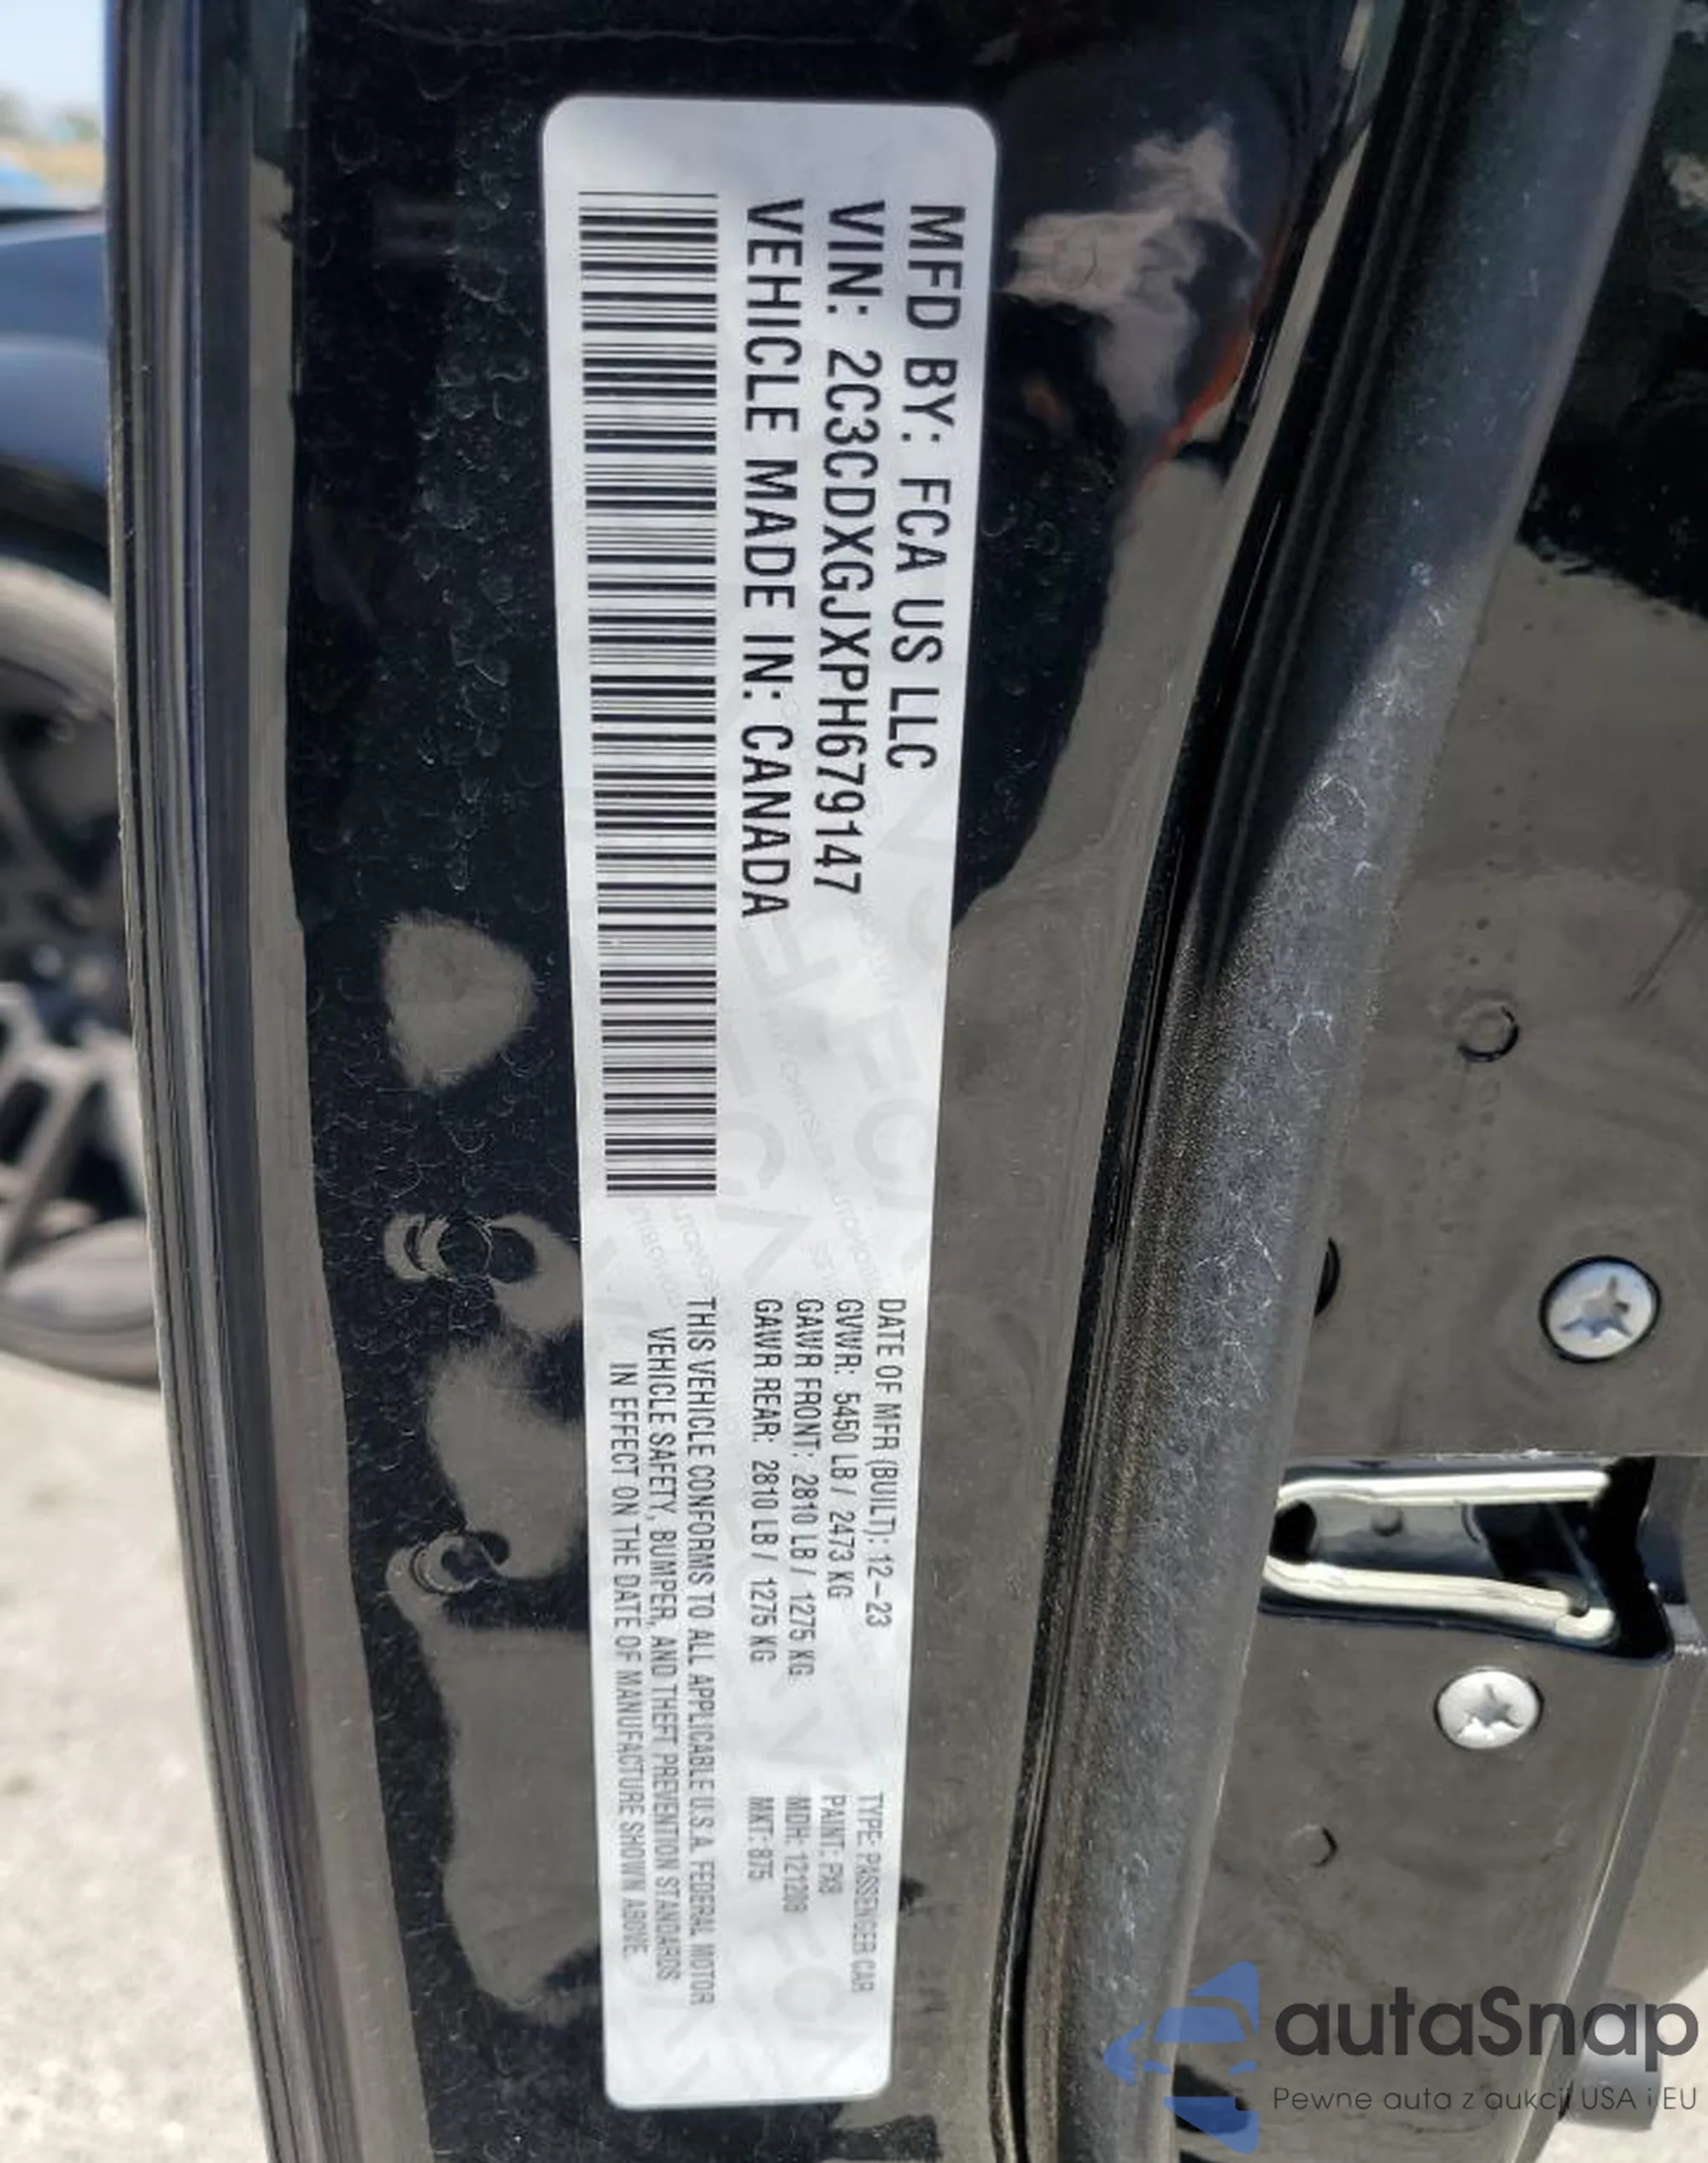 MFD BY: FCA US LLC
VIN: 2C3CDXGJXPH679147
VEHICLE MADE IN: CANADA
DATE OF MFR (BUILT): 12-23
GVWR: 5450 LB / 2473 KG
GAWR FRONT: 2810 LB / 1275 KG
GAWR REAR: 2810 LB / 1275 KG
TYPE: PASSENGER CAR
PAINT: PX8
MDH: 121208
MKT: 875
THIS VEHICLE CONFORMS TO ALL APPLICABLE U.S.A. FEDERAL MOTOR
VEHICLE SAFETY, BUMPER, AND THEFT PREVENTION STANDARDS
IN EFFECT ON THE DATE OF MANUFACTURE SHOWN ABOVE.
autaSnap
Pewne auta z aukcji USA i EU